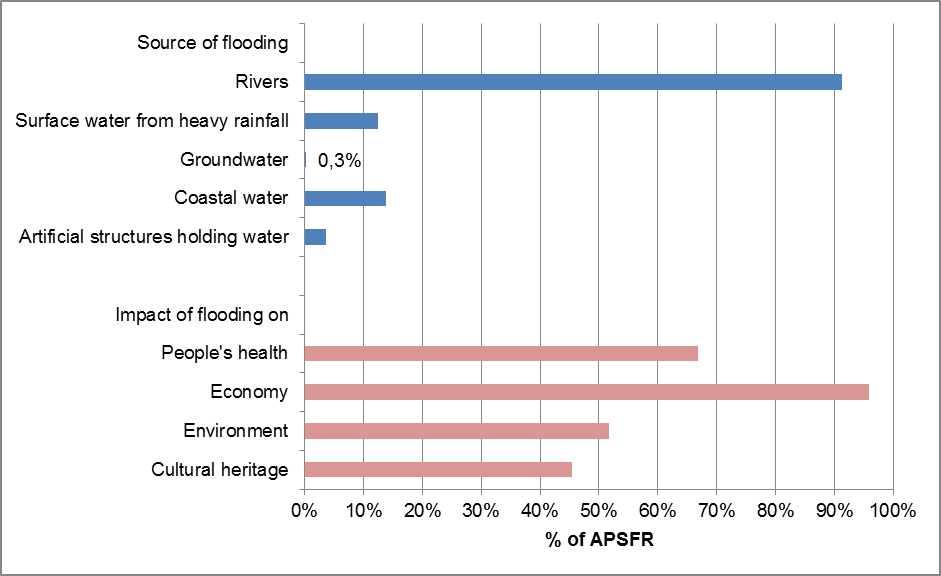 Source of flooding
Rivers
Surface water from heavy rainfall
Groundwater
0,3%
Coastal water
Artificial structures holding water
Impact of flooding on
People's health
Economy
Environment
Cultural heritage
0% 10% 20% 30% 40% 50% 60% 70% 80% 90% 100%
% of APSFR